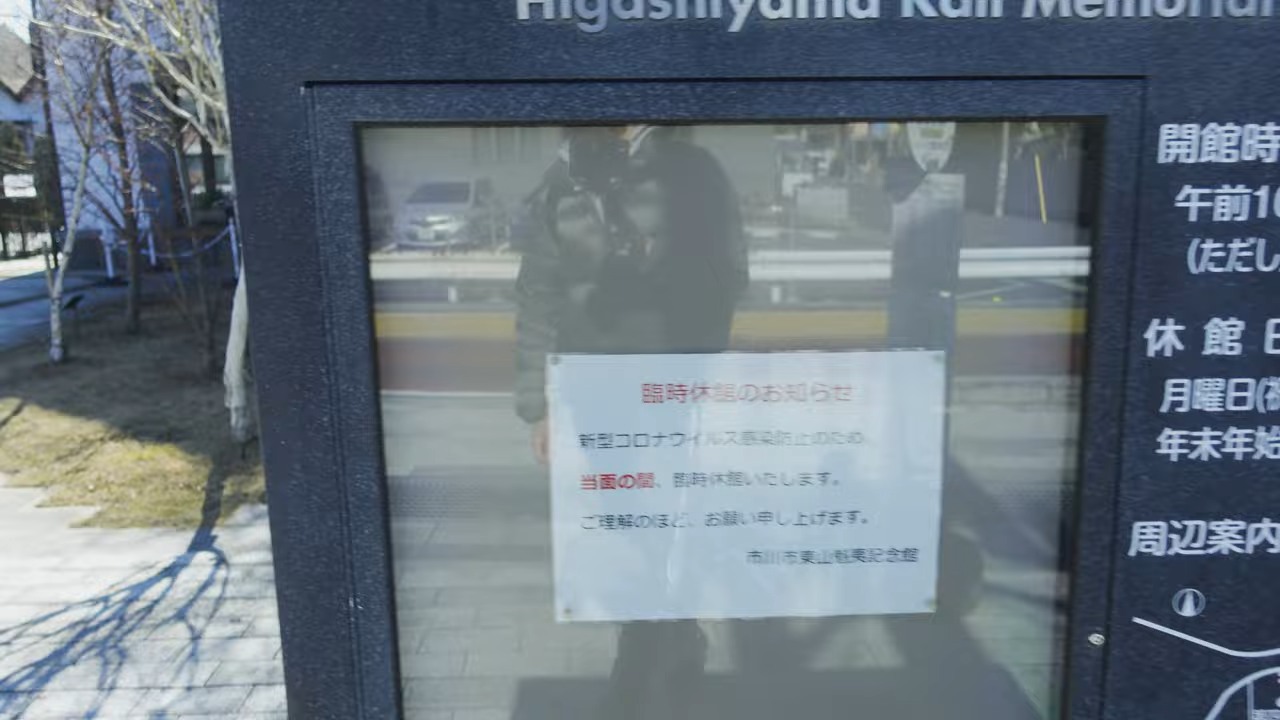 Higashiyama Kaii Memorial
臨時休館のお知らせ
新型コロナウイルス感染防止のため、
当面の間、臨時休館いたします。
ご理解のほど、お願い申し上げます。
市川市東山魁夷記念館
開館時
午前10
(ただし
休館日
月曜日(祝
年末年始
周辺案内